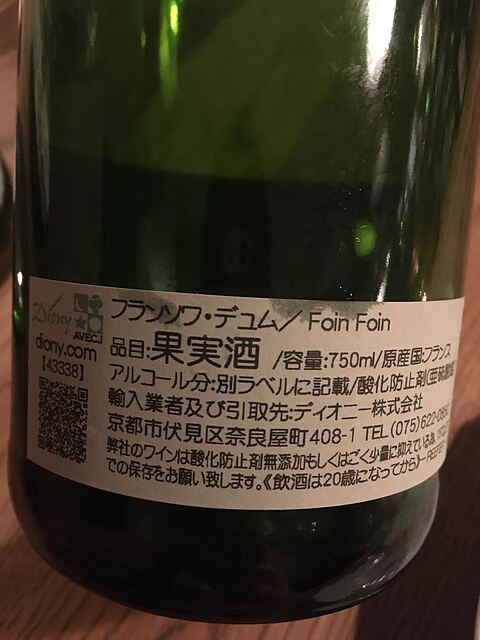 Diony
AVECJ
diony.com
[43338]
フランソワ・デュム／ Foin Foin
品目:果実酒 /容量:750ml/原産国:フランス
アルコール分:別ラベルに記載/酸化防止剤
輸入業者及び引取先:ディオニー株式会社
京都市伏見区奈良屋町408-1 TEL(075)622-08
弊社のワインは酸化防止剤無添加もしくはごく少量に抑えている為、
での保存をお願い致します。《飲酒は20歳になってから》